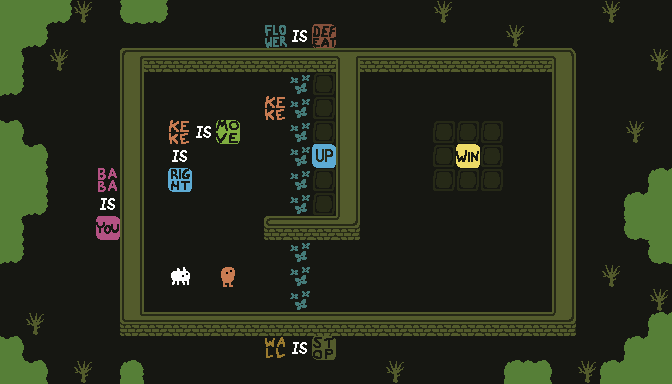 FLOWER IS DEFEAT
KEKE
KEKE IS MOVE
IS
UP
WIN
BABA
RIGHT
IS
YOU
WALL IS STOP